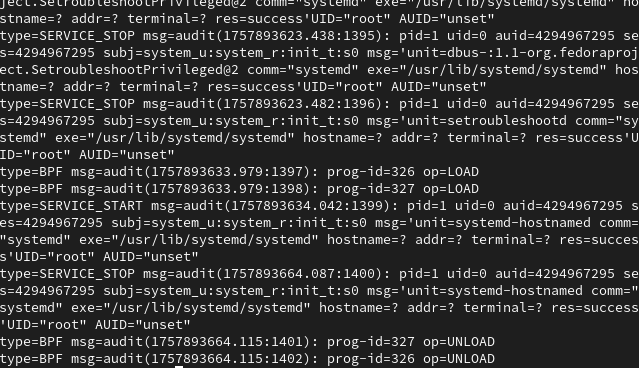 ject.SetroubleshootPrivileged@2 comm="systemd" exe="/usr/lib/systemd/systemd" ho
stname=? addr=? terminal=? res=success'UID="root" AUID="unset"
type=SERVICE_STOP msg=audit(1757893623.438:1395): pid=1 uid=0 auid=4294967295 se
s=4294967295 subj=system_u:system_r:init_t:s0 msg='unit=dbus-:1.1-org.fedoraproj
ect.SetroubleshootPrivileged@2 comm="systemd" exe="/usr/lib/systemd/systemd" hos
tname=? addr=? terminal=? res=success'UID="root" AUID="unset"
type=SERVICE_STOP msg=audit(1757893623.482:1396): pid=1 uid=0 auid=4294967295 se
s=4294967295 subj=system_u:system_r:init_t:s0 msg='unit=setroubleshootd comm="sy
stemd" exe="/usr/lib/systemd/systemd" hostname=? addr=? terminal=? res=success'U
ID="root" AUID="unset"
type=BPF msg=audit(1757893633.979:1397): prog-id=326 op=LOAD
type=BPF msg=audit(1757893633.979:1398): prog-id=327 op=LOAD
type=SERVICE_START msg=audit(1757893634.042:1399): pid=1 uid=0 auid=4294967295 s
es=4294967295 subj=system_u:system_r:init_t:s0 msg='unit=systemd-hostnamed comm=
"systemd" exe="/usr/lib/systemd/systemd" hostname=? addr=? terminal=? res=succes
s'UID="root" AUID="unset"
type=SERVICE_STOP msg=audit(1757893664.087:1400): pid=1 uid=0 auid=4294967295 se
s=4294967295 subj=system_u:system_r:init_t:s0 msg='unit=systemd-hostnamed comm="
systemd" exe="/usr/lib/systemd/systemd" hostname=? addr=? terminal=? res=success
'UID="root" AUID="unset"
type=BPF msg=audit(1757893664.115:1401): prog-id=327 op=UNLOAD
type=BPF msg=audit(1757893664.115:1402): prog-id=326 op=UNLOAD